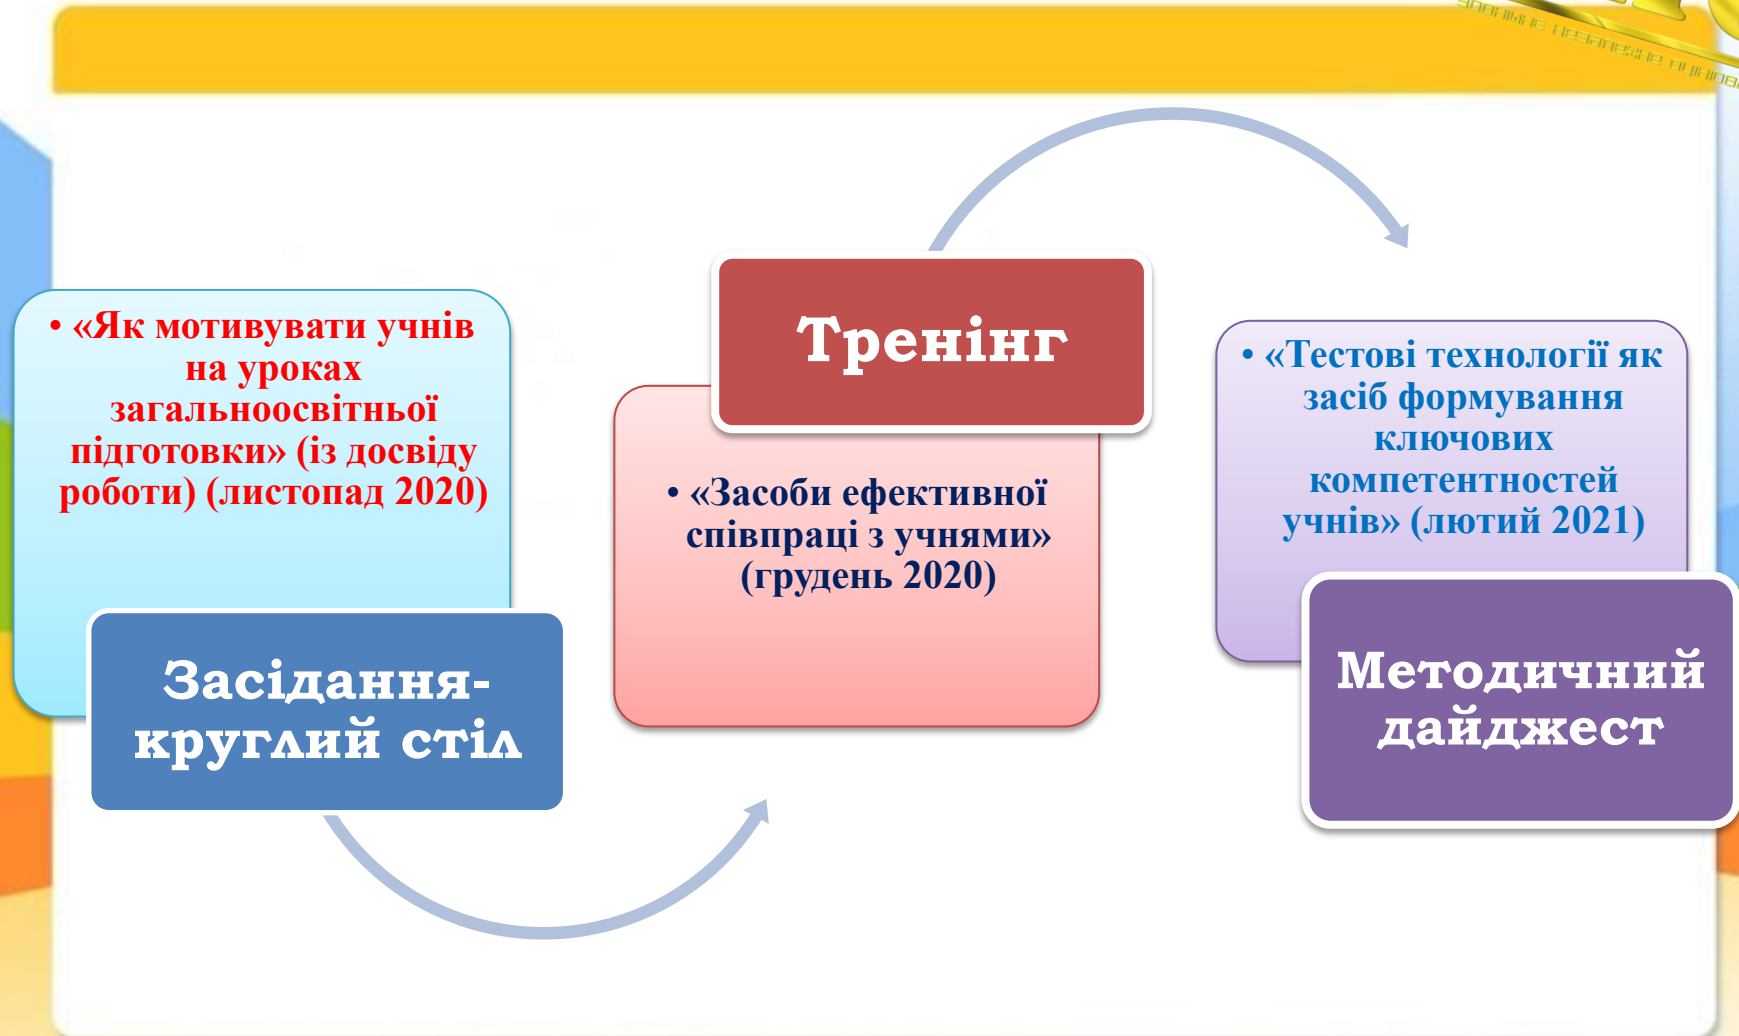 • «Як мотивувати учнів
на уроках
загальноосвітньої
підготовки» (із досвіду
роботи) (листопад 2020)
Засідання-
круглий стіл
Тренінг
• «Засоби ефективної
співпраці з учнями»
(грудень 2020)
• «Тестові технології як
засіб формування
ключових
компетентностей
учнів» (лютий 2021)
Методичний
дайджест